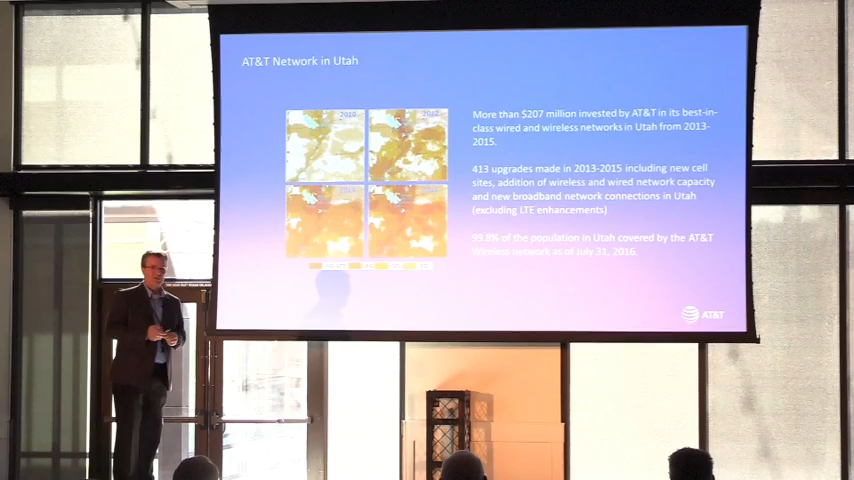 AT&T Network in Utah
2010
2012
More than $207 million invested by AT&T in its best-in-
class wired and wireless networks in Utah from 2013-
2015.
413 upgrades made in 2013-2015 including new cell
sites, addition of wireless and wired network capacity
and new broadband network connections in Utah
(excluding LTE enhancements)
99.8% of the population in Utah covered by the AT&T
Wireless network as of July 31, 2016.
AT&T